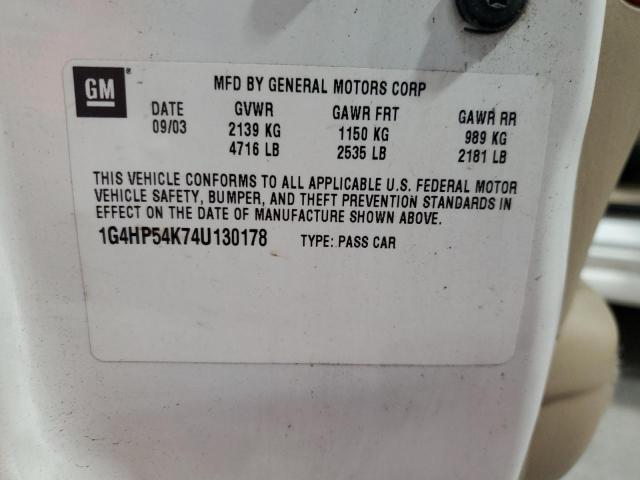 GM ®
MFD BY GENERAL MOTORS CORP
DATE GVWR GAWR FRT GAWR RR
09/03 2139 KG 1150 KG 989 KG
4716 LB 2535 LB 2181 LB
THIS VEHICLE CONFORMS TO ALL APPLICABLE U.S. FEDERAL MOTOR
VEHICLE SAFETY, BUMPER, AND THEFT PREVENTION STANDARDS IN
EFFECT ON THE DATE OF MANUFACTURE SHOWN ABOVE.
1G4HP54K74U130178 TYPE: PASS CAR